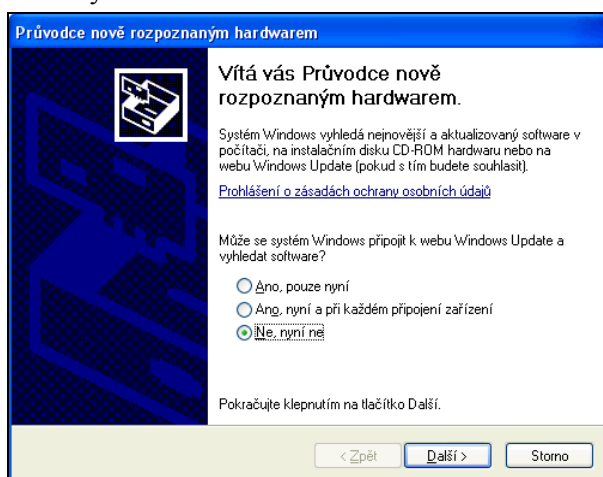 Průvodce nově rozpoznaným hardwarem
Vítá vás Průvodce nově
rozpoznaným hardwarem.
Systém Windows vyhledá nejnovější a aktualizovaný software v
počítači, na instalačním disku CD-ROM hardwaru nebo na
webu Windows Update (pokud s tím budete souhlasit).
Prohlášení o zásadách ochrany osobních údajů
Může se systém Windows připojit k webu Windows Update a
vyhledat software?
Ano, pouze nyní
Ano, nyní a při každém připojení zařízení
Ne, nyní ne
Pokračujte klepnutím na tlačítko Další.
< Zpět
Další >
Storno